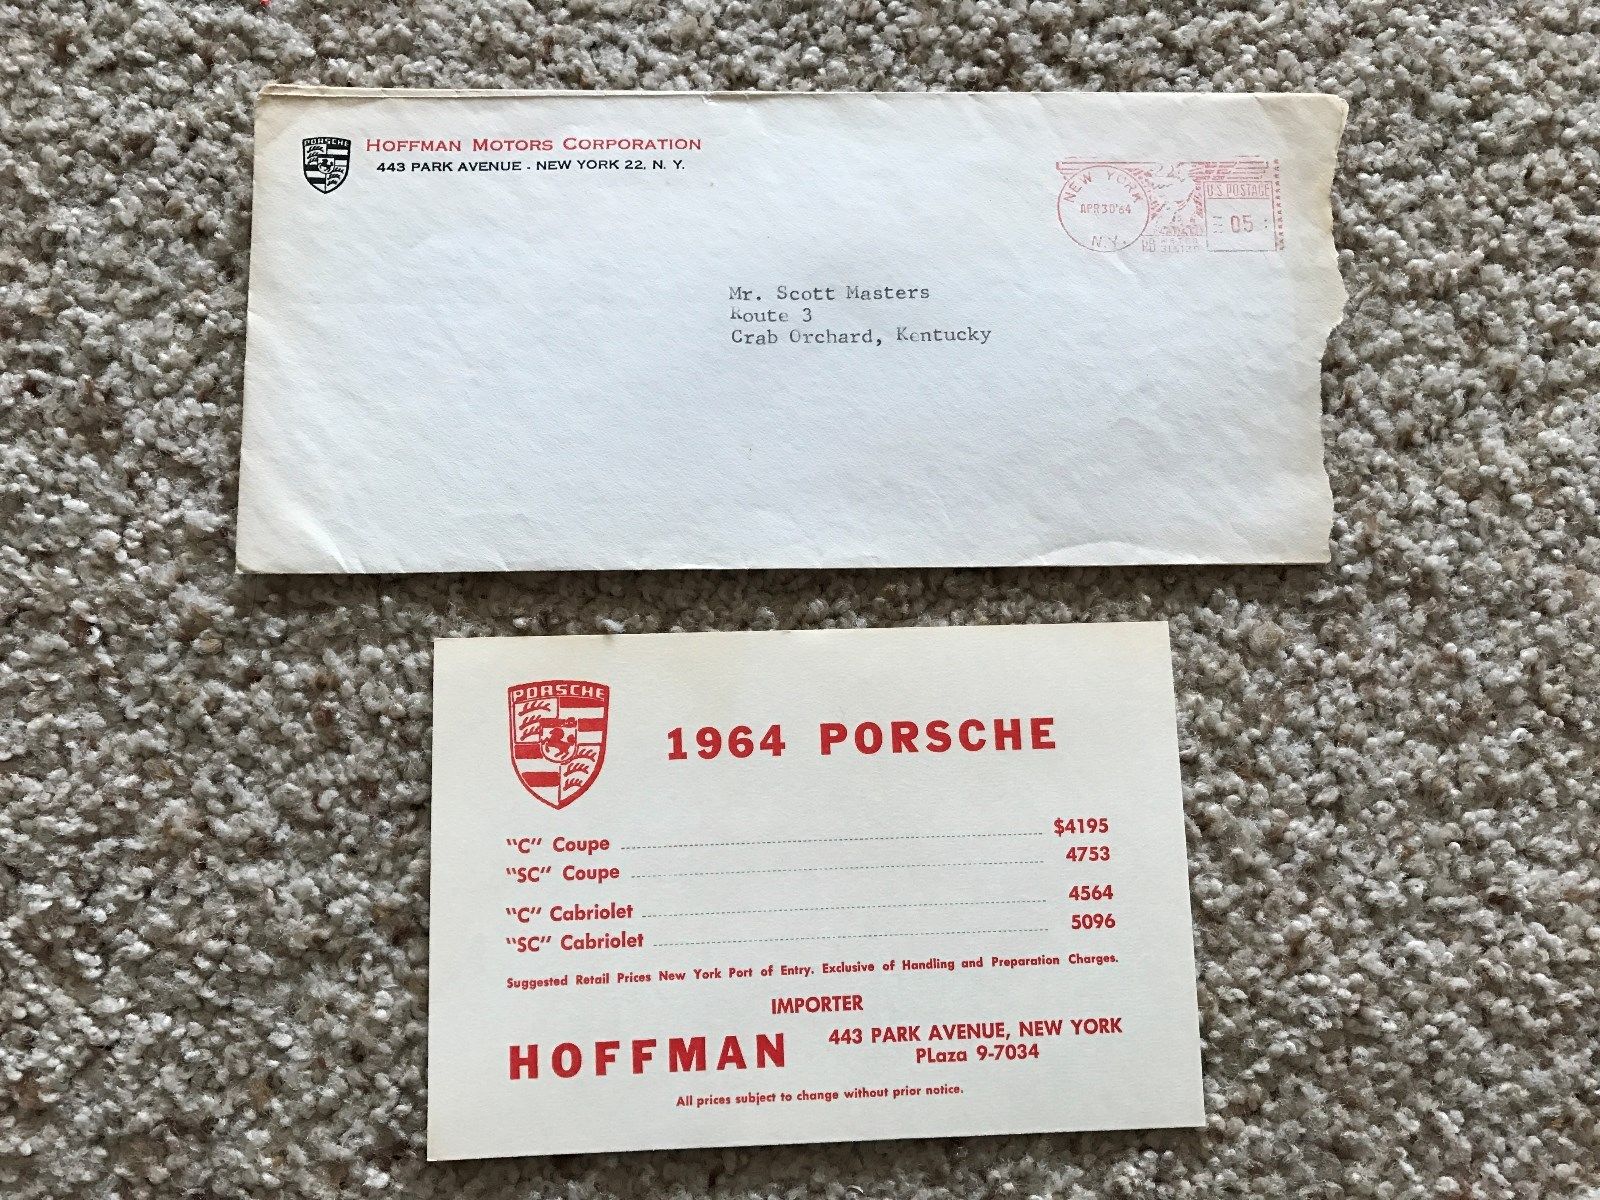 PORSCHE
HOFFMAN MOTORS CORPORATION
443 PARK AVENUE - NEW YORK 22, N. Y.
NEW YORK
APR 30 '64
N.Y.
U.S. POSTAGE
05
Mr. Scott Masters
Route 3
Crab Orchard, Kentucky
PORSCHE
1964 PORSCHE
"C" Coupe $4195
"SC" Coupe 4753
"C" Cabriolet 4564
"SC" Cabriolet 5096
Suggested Retail Prices New York Port of Entry. Exclusive of Handling and Preparation Charges.
IMPORTER
HOFFMAN
443 PARK AVENUE, NEW YORK
PLaza 9-7034
All prices subject to change without prior notice.